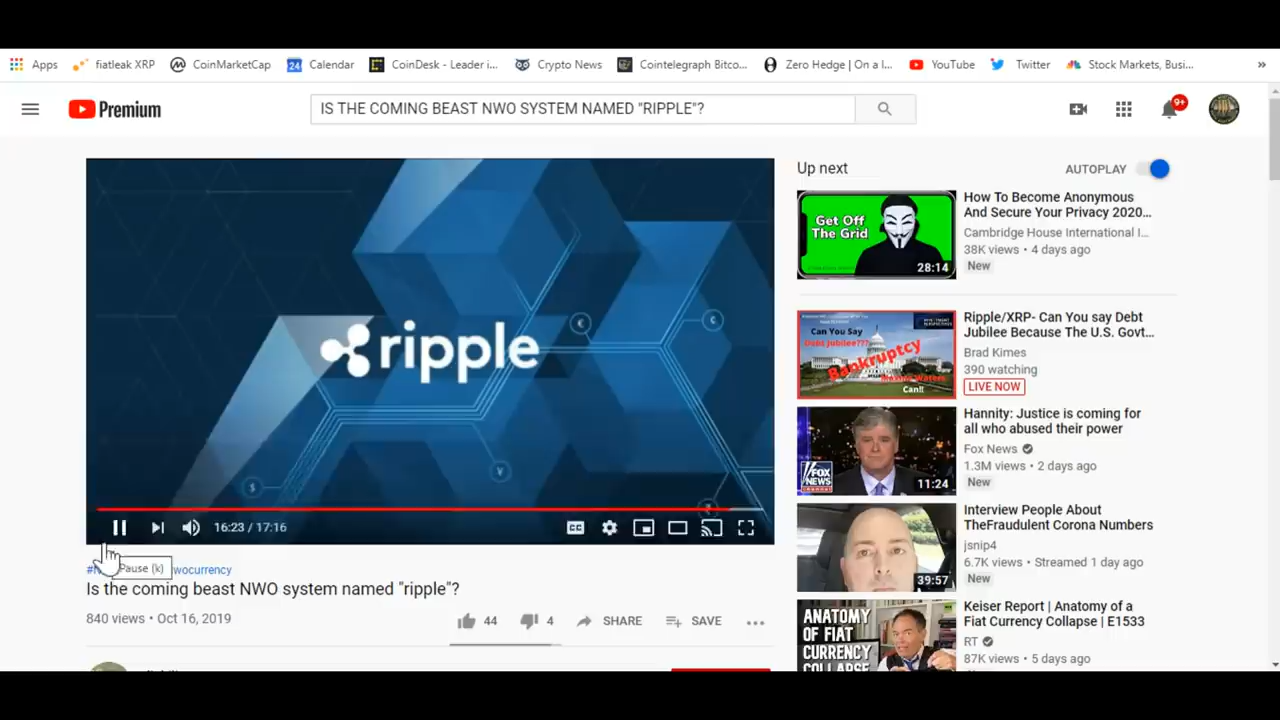 Apps fiatleak XRP CoinMarketCap Calendar CoinDesk - Leader i... Crypto News Cointelegraph Bitco... Zero Hedge | On a l... YouTube Twitter Stock Markets, Busi... »
Premium
IS THE COMING BEAST NWO SYSTEM NAMED "RIPPLE"?
9+
ripple
16:23 / 17:16
CC
Pause (k)
wocurrency
Is the coming beast NWO system named "ripple"?
840 views • Oct 16, 2019
44 4 SHARE SAVE
Up next
AUTOPLAY
Get Off
The Grid
28:14
How To Become Anonymous
And Secure Your Privacy 2020...
Cambridge House International I...
38K views • 4 days ago
New
Can You Say
Debt Jubilee???
Bankruptcy
Maxine Waters
Can!!
Ripple/XRP- Can You say Debt
Jubilee Because The U.S. Govt...
Brad Kimes
390 watching
LIVE NOW
FOX
NEWS
11:24
Hannity: Justice is coming for
all who abused their power
Fox News
1.3M views • 2 days ago
New
39:57
Interview People About
TheFraudulent Corona Numbers
jsnip4
6.7K views • Streamed 1 day ago
New
ANATOMY
OF FIAT
CURRENCY
COLLAPSE
Keiser Report | Anatomy of a
Fiat Currency Collapse | E1533
RT
87K views • 5 days ago